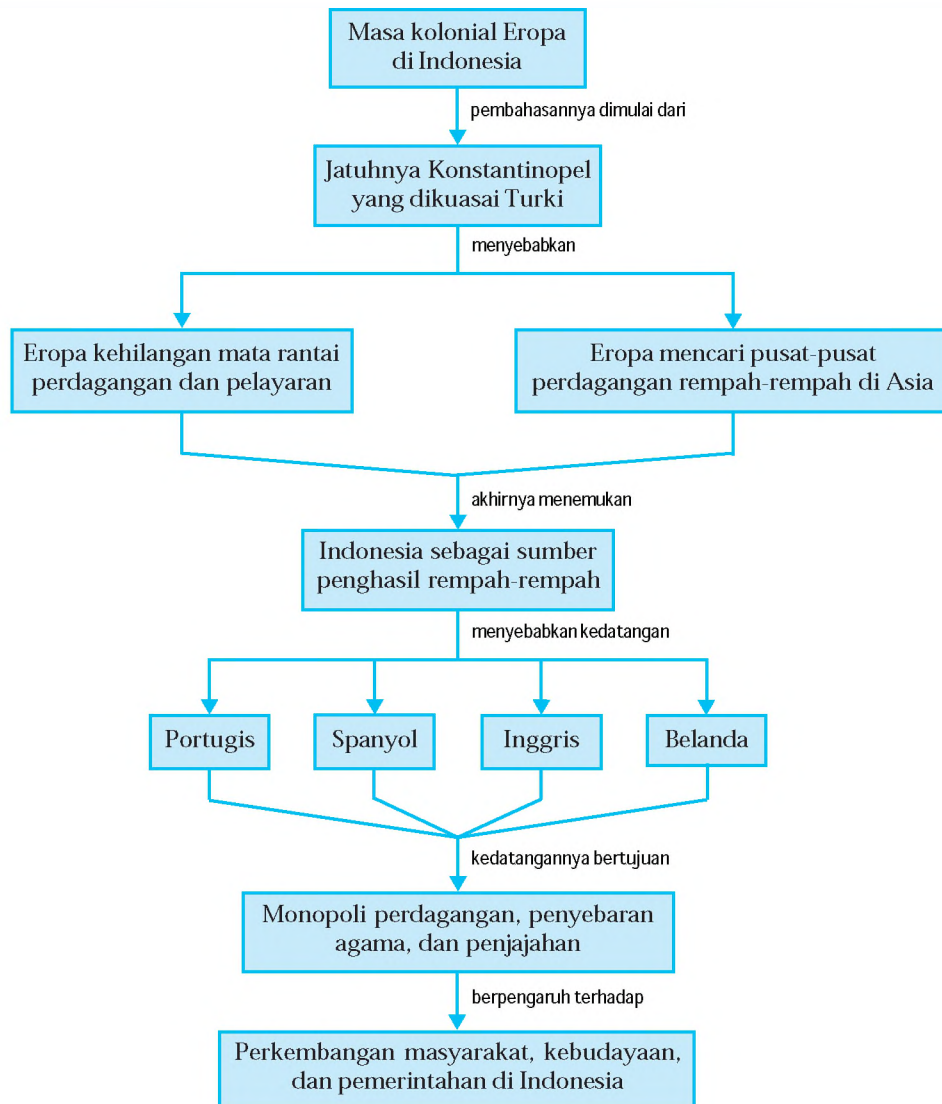 Masa kolonial Eropa
di Indonesia
pembahasannya dimulai dari
Jatuhnya Konstantinopel
yang dikuasai Turki
menyebabkan
Eropa kehilangan mata rantai
perdagangan dan pelayaran
Eropa mencari pusat-pusat
perdagangan rempah-rempah di Asia
akhirnya menemukan
Indonesia sebagai sumber
penghasil rempah-rempah
menyebabkan kedatangan
Portugis
Spanyol
Inggris
Belanda
kedatangannya bertujuan
Monopoli perdagangan, penyebaran
agama, dan penjajahan
berpengaruh terhadap
Perkembangan masyarakat, kebudayaan,
dan pemerintahan di Indonesia